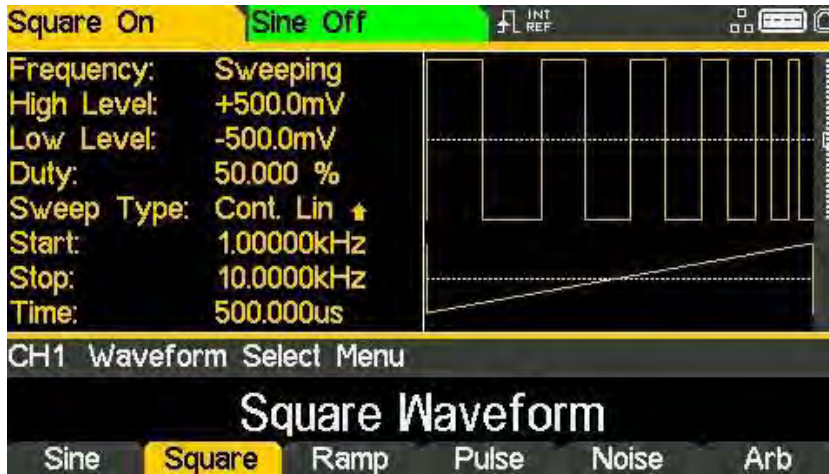 Square On Sine Off INT REF
Frequency: Sweeping
High Level: +500.0mV
Low Level: -500.0mV
Duty: 50.000 %
Sweep Type: Cont. Lin
Start: 1.00000kHz
Stop: 10.0000kHz
Time: 500.000us
CH1 Waveform Select Menu
Square Waveform
Sine Square Ramp Pulse Noise Arb